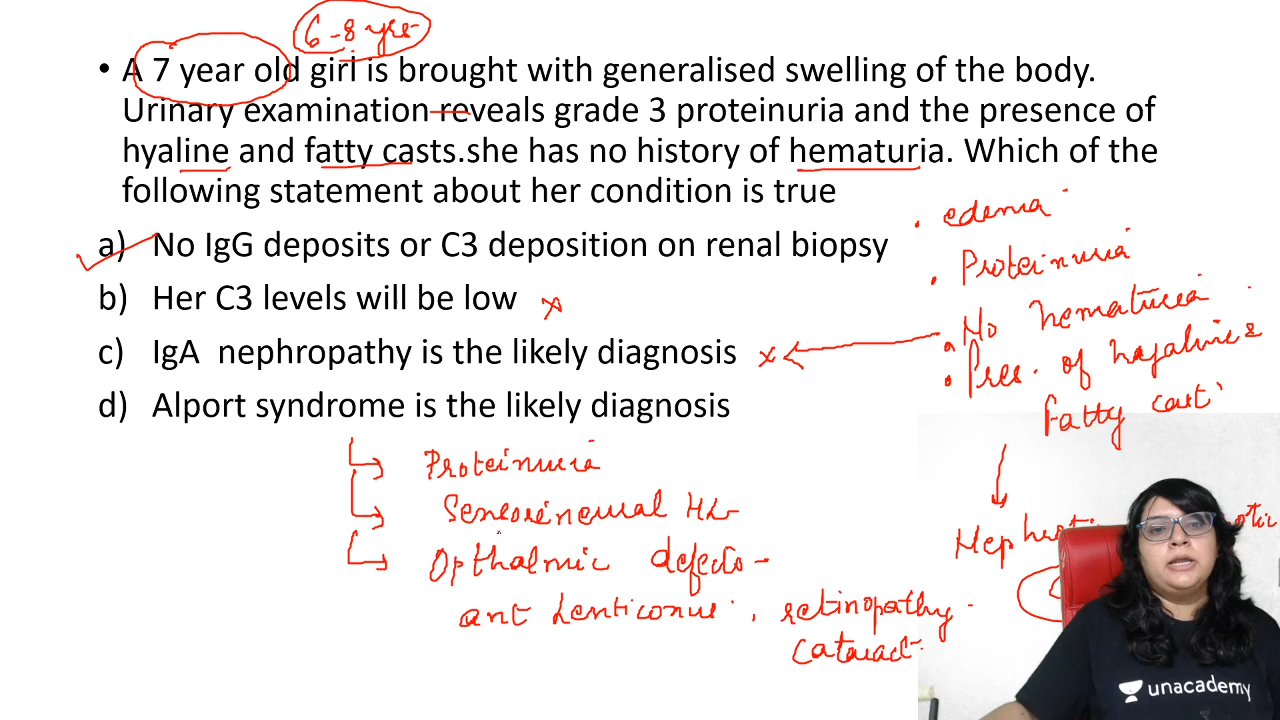 6-8 yrs
• A 7 year old girl is brought with generalised swelling of the body.
Urinary examination reveals grade 3 proteinuria and the presence of
hyaline and fatty casts.she has no history of hematuria. Which of the
following statement about her condition is true
a) No IgG deposits or C3 deposition on renal biopsy
b) Her C3 levels will be low x
c) IgA nephropathy is the likely diagnosis x
d) Alport syndrome is the likely diagnosis
• edema
• Proteinuria
• No hematuria
• Pres. of hyaline &
fatty cast
Proteinuria
Sensorineural HL
Opthalmic defects -
ant lenticonus, retinopathy
cataract
unacademy